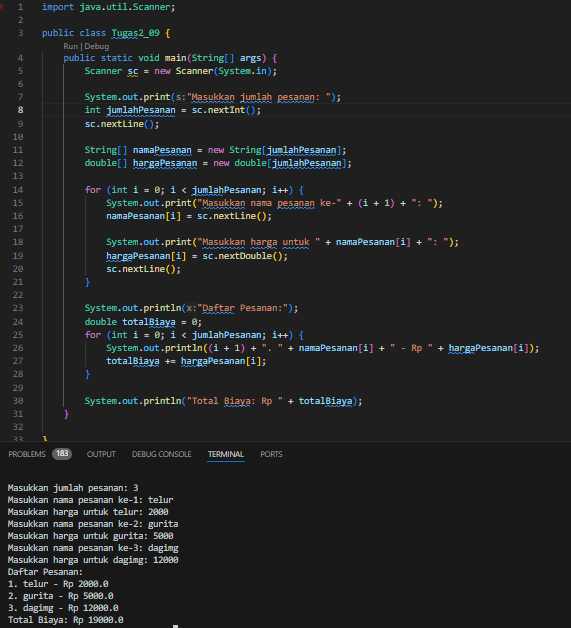 1 import java.util.Scanner;
2
3 public class Tugas2_09 {
Run | Debug
4 public static void main(String[] args) {
5 Scanner sc = new Scanner(System.in);
6
7 System.out.print(s:"Masukkan jumlah pesanan: ");
8 int jumlahPesanan = sc.nextInt();
9 sc.nextLine();
10
11 String[] namaPesanan = new String[jumlahPesanan];
12 double[] hargaPesanan = new double[jumlahPesanan];
13
14 for (int i = 0; i < jumlahPesanan; i++) {
15 System.out.print("Masukkan nama pesanan ke-" + (i + 1) + ": ");
16 namaPesanan[i] = sc.nextLine();
17
18 System.out.print("Masukkan harga untuk " + namaPesanan[i] + ": ");
19 hargaPesanan[i] = sc.nextDouble();
20 sc.nextLine();
21 }
22
23 System.out.println(x:"Daftar Pesanan:");
24 double totalBiaya = 0;
25 for (int i = 0; i < jumlahPesanan; i++) {
26 System.out.println((i + 1) + ". " + namaPesanan[i] + " - Rp " + hargaPesanan[i]);
27 totalBiaya += hargaPesanan[i];
28 }
29
30 System.out.println("Total Biaya: Rp " + totalBiaya);
31 }
32
33 }
PROBLEMS 183 OUTPUT DEBUG CONSOLE TERMINAL PORTS
Masukkan jumlah pesanan: 3
Masukkan nama pesanan ke-1: telur
Masukkan harga untuk telur: 2000
Masukkan nama pesanan ke-2: gurita
Masukkan harga untuk gurita: 5000
Masukkan nama pesanan ke-3: dagimg
Masukkan harga untuk dagimg: 12000
Daftar Pesanan:
1. telur - Rp 2000.0
2. gurita - Rp 5000.0
3. dagimg - Rp 12000.0
Total Biaya: Rp 19000.0